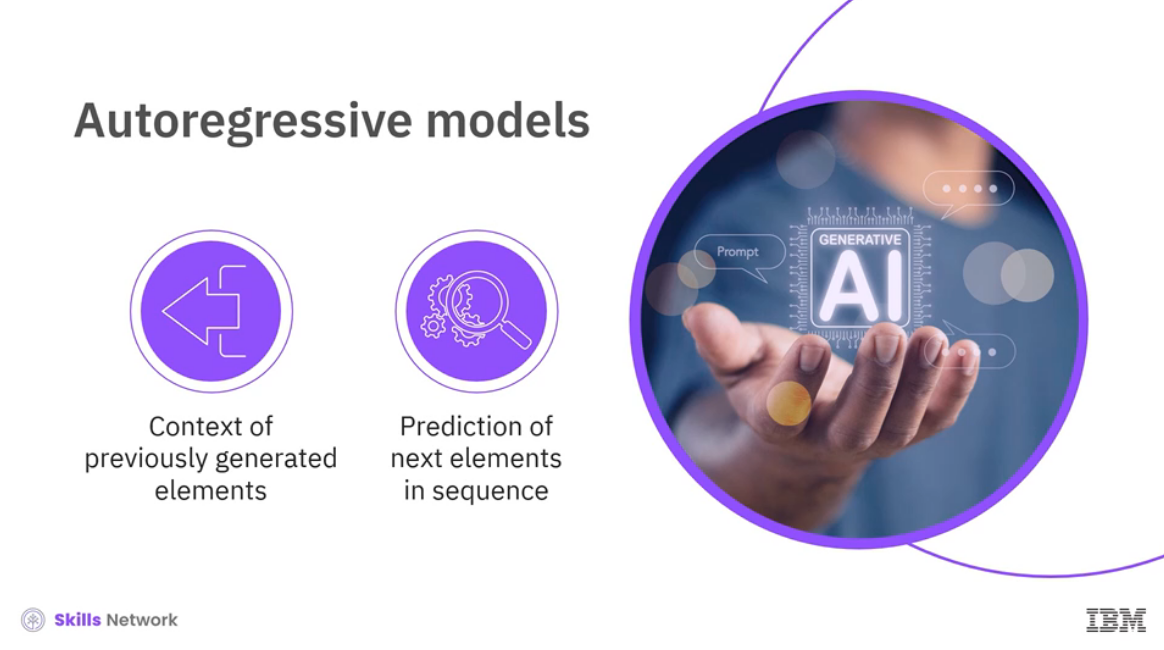 Autoregressive models
Prompt
GENERATIVE
AI
Context of
previously generated
elements
Prediction of
next elements
in sequence
Skills Network
IBM